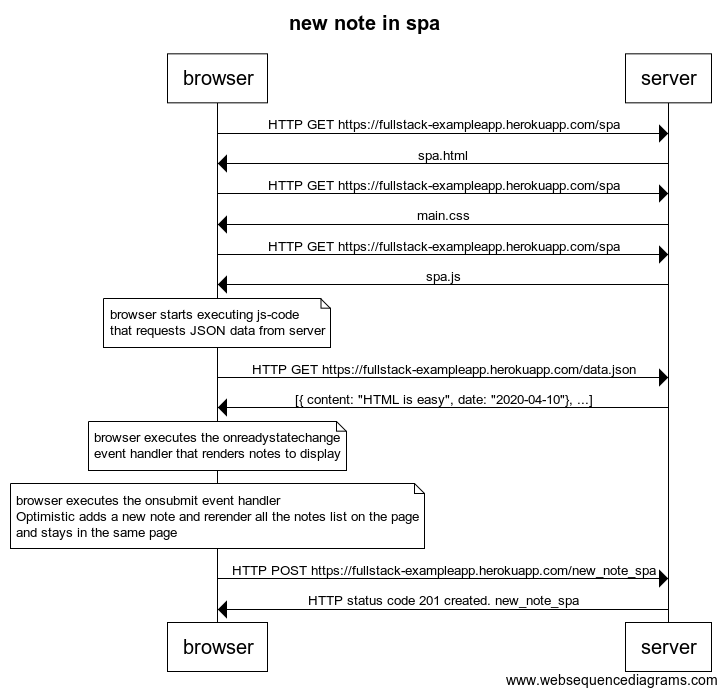 new note in spa
browser
server
HTTP GET https://fullstack-exampleapp.herokuapp.com/spa
spa.html
HTTP GET https://fullstack-exampleapp.herokuapp.com/spa
main.css
HTTP GET https://fullstack-exampleapp.herokuapp.com/spa
spa.js
browser starts executing js-code
that requests JSON data from server
HTTP GET https://fullstack-exampleapp.herokuapp.com/data.json
[{ content: "HTML is easy", date: "2020-04-10"}, ...]
browser executes the onreadystatechange
event handler that renders notes to display
browser executes the onsubmit event handler
Optimistic adds a new note and rerender all the notes list on the page
and stays in the same page
HTTP POST https://fullstack-exampleapp.herokuapp.com/new_note_spa
HTTP status code 201 created. new_note_spa
browser
server
www.websequencediagrams.com